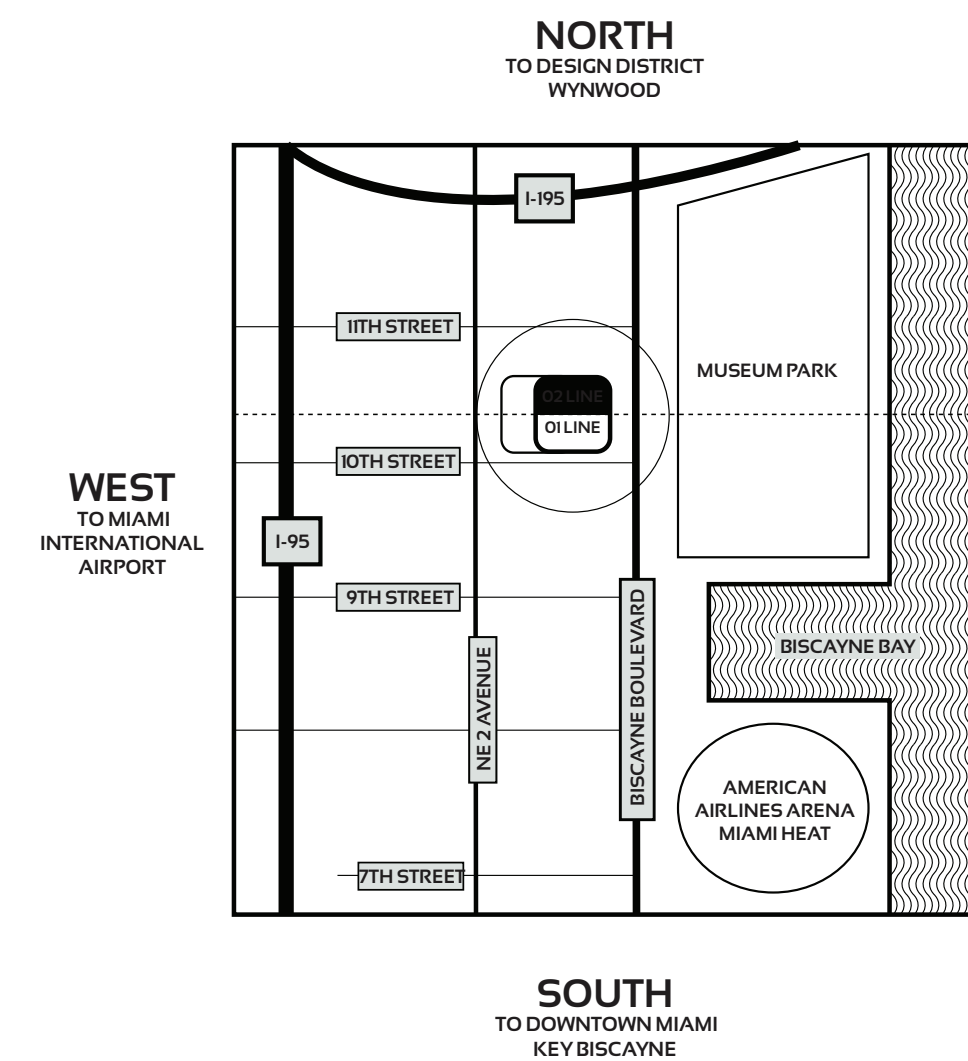 NORTH
TO DESIGN DISTRICT
WYNWOOD
I-195
11TH STREET
MUSEUM PARK
02 LINE
01 LINE
10TH STREET
WEST
TO MIAMI
INTERNATIONAL
AIRPORT
I-95
9TH STREET
BISCAYNE BOULEVARD
BISCAYNE BAY
NE 2 AVENUE
AMERICAN
AIRLINES ARENA
MIAMI HEAT
7TH STREET
SOUTH
TO DOWNTOWN MIAMI
KEY BISCAYNE